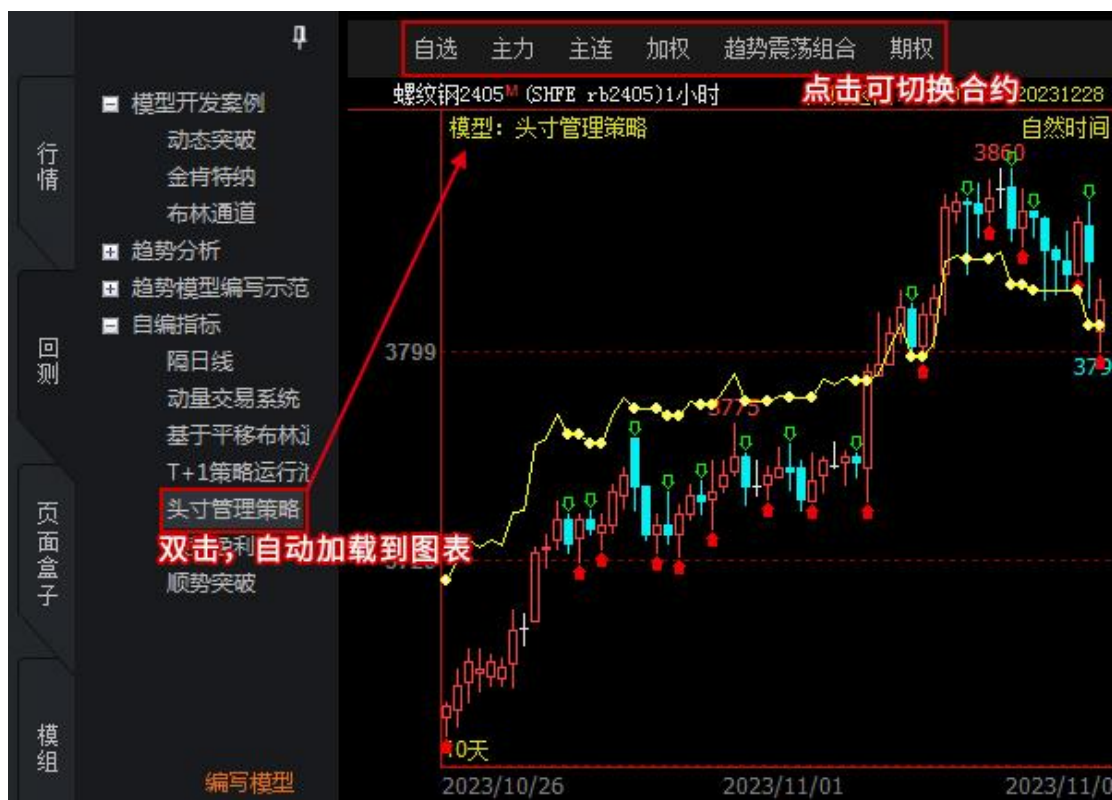 自选 主力 主连 加权 趋势震荡组合 期权
点击可切换合约
螺纹钢2405M (SHFE rb2405)1小时
20231228
模型: 头寸管理策略
自然时间
行情
回测
页面盒子
模组
模型开发案例
动态突破
金肯特纳
布林通道
趋势分析
趋势模型编写示范
自编指标
隔日线
动量交易系统
基于平移布林
T+1策略运行
头寸管理策略
双击，自动加载到图表
顺势突破
编写模型
3860
3799
3775
379
10天
2023/10/26
2023/11/01
2023/11/0